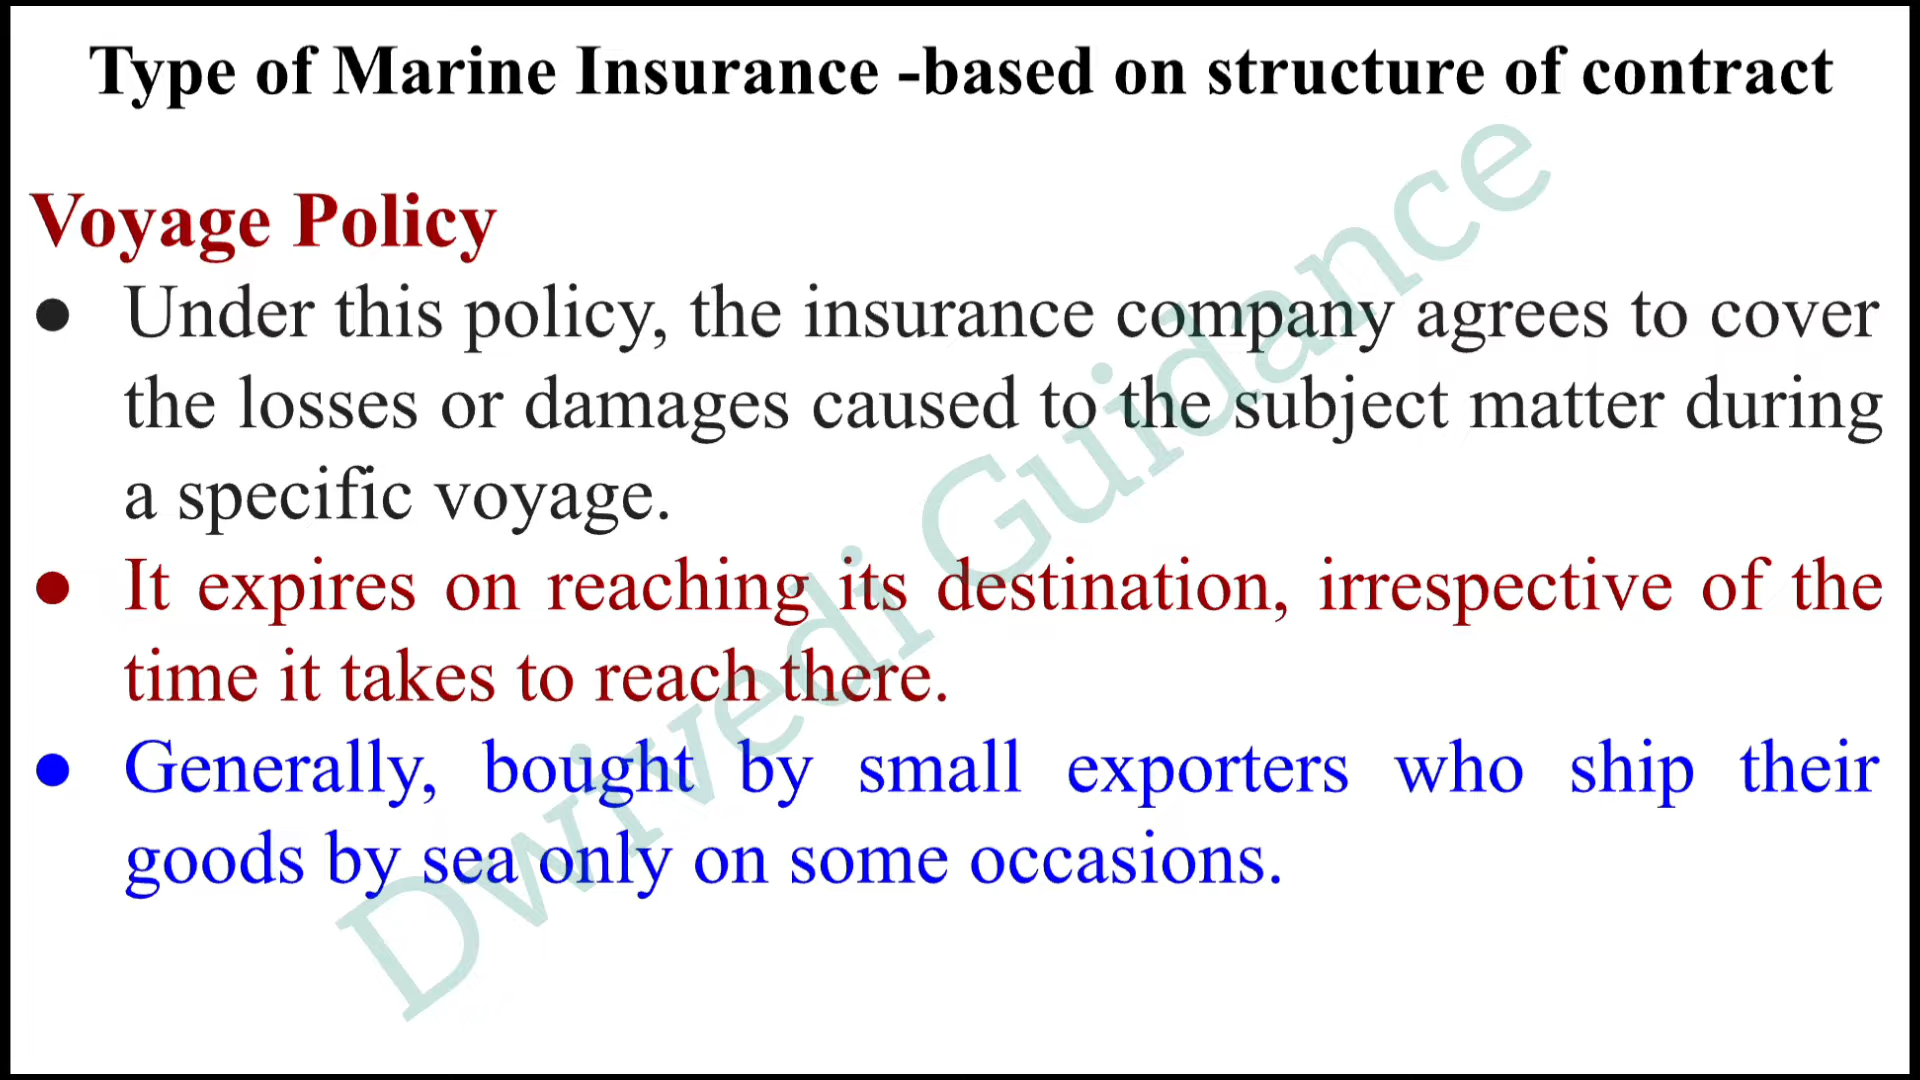 Type of Marine Insurance -based on structure of contract
Voyage Policy
● Under this policy, the insurance company agrees to cover
the losses or damages caused to the subject matter during
a specific voyage.
● It expires on reaching its destination, irrespective of the
time it takes to reach there.
● Generally, bought by small exporters who ship their
goods by sea only on some occasions.
Dwivedi Guidance